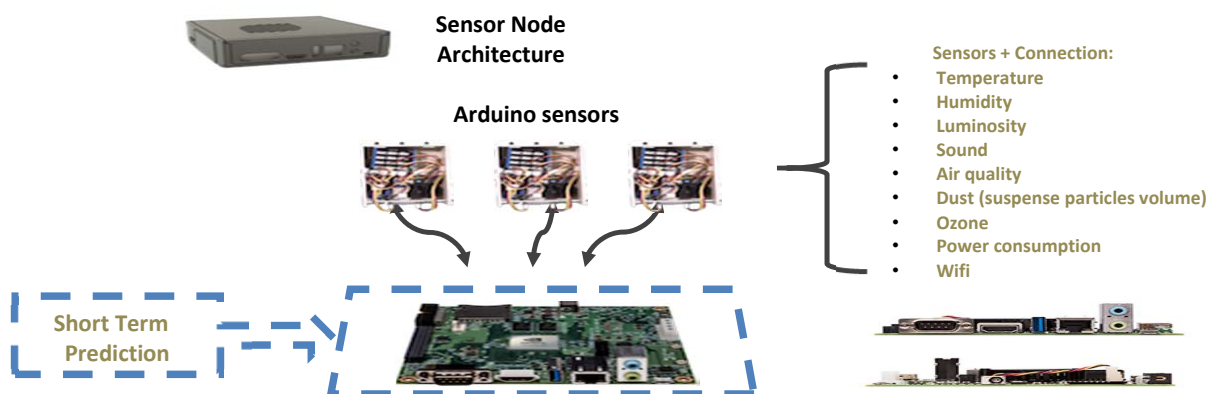 Sensor Node
Architecture
Arduino sensors
Sensors + Connection:
• Temperature
• Humidity
• Luminosity
• Sound
• Air quality
• Dust (suspense particles volume)
• Ozone
• Power consumption
• Wifi
Short Term
Prediction